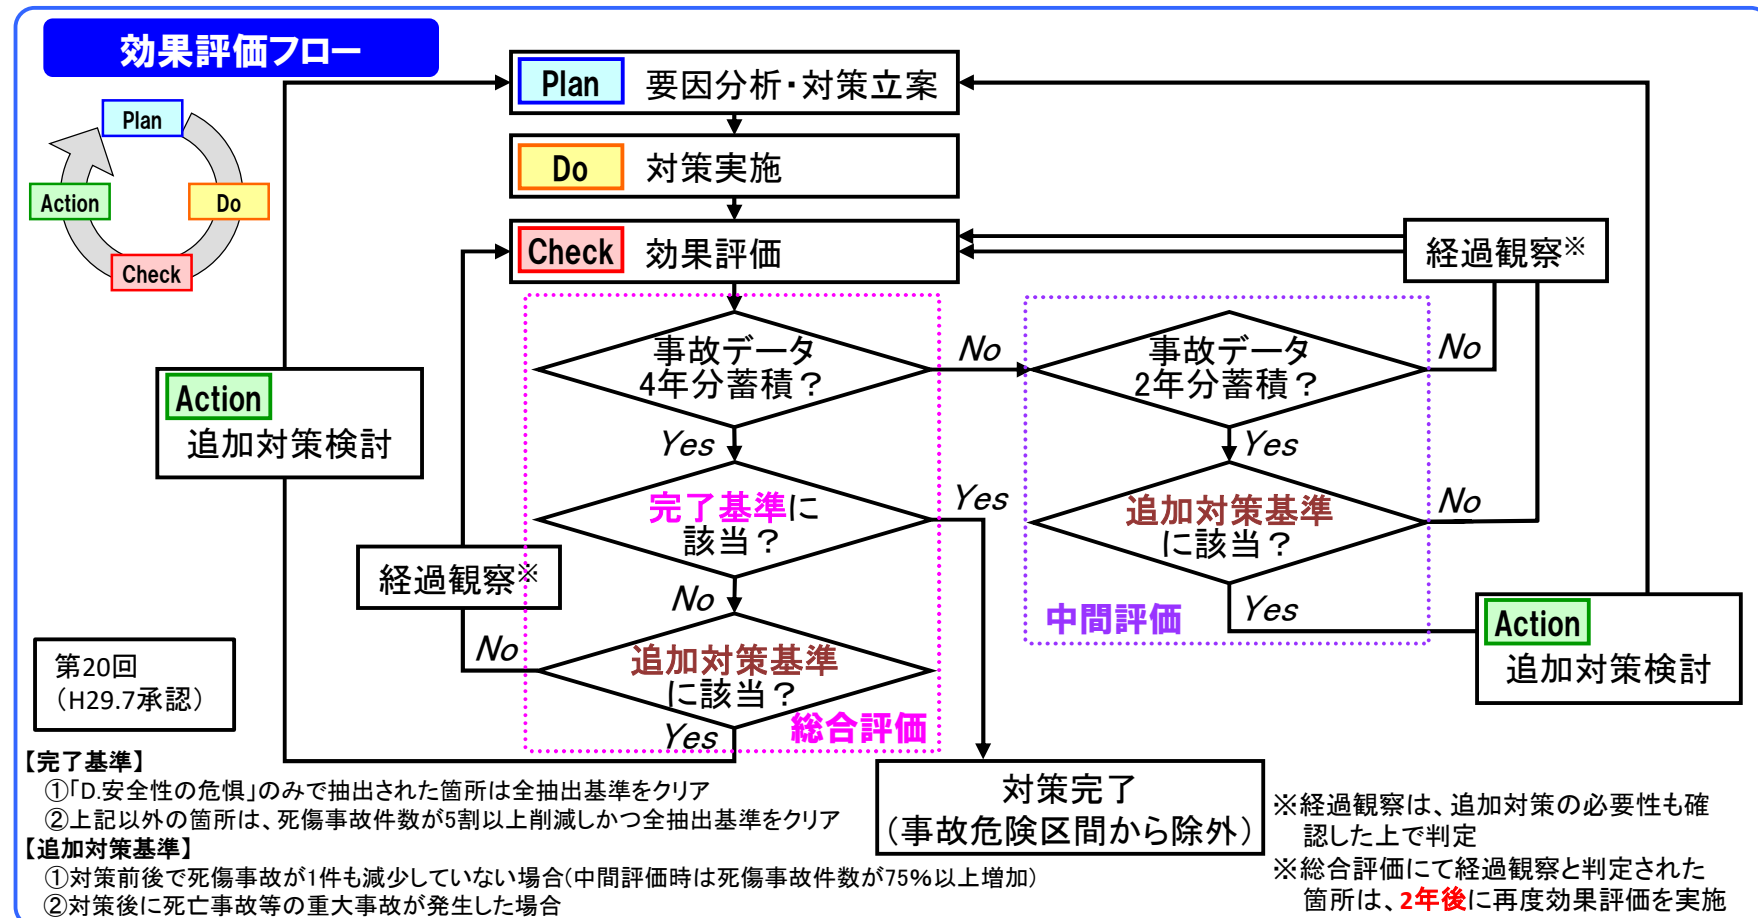 効果評価フロー
Plan
Do
Check
Action
Plan 要因分析・対策立案
Do 対策実施
Check 効果評価
経過観察※
事故データ
4年分蓄積？
No
事故データ
2年分蓄積？
No
Action
追加対策検討
Yes
Yes
完了基準に
該当？
Yes
追加対策基準
に該当？
No
経過観察※
No
Yes
中間評価
Action
追加対策検討
第20回
（H29.7承認）
No
追加対策基準
に該当？
総合評価
Yes
対策完了
（事故危険区間から除外）
【完了基準】
①「D.安全性の危惧」のみで抽出された箇所は全抽出基準をクリア
②上記以外の箇所は、死傷事故件数が5割以上削減しかつ全抽出基準をクリア
【追加対策基準】
①対策前後で死傷事故が1件も減少していない場合(中間評価時は死傷事故件数が75％以上増加)
②対策後に死亡事故等の重大事故が発生した場合
※経過観察は、追加対策の必要性も確
認した上で判定
※総合評価にて経過観察と判定された
箇所は、2年後に再度効果評価を実施